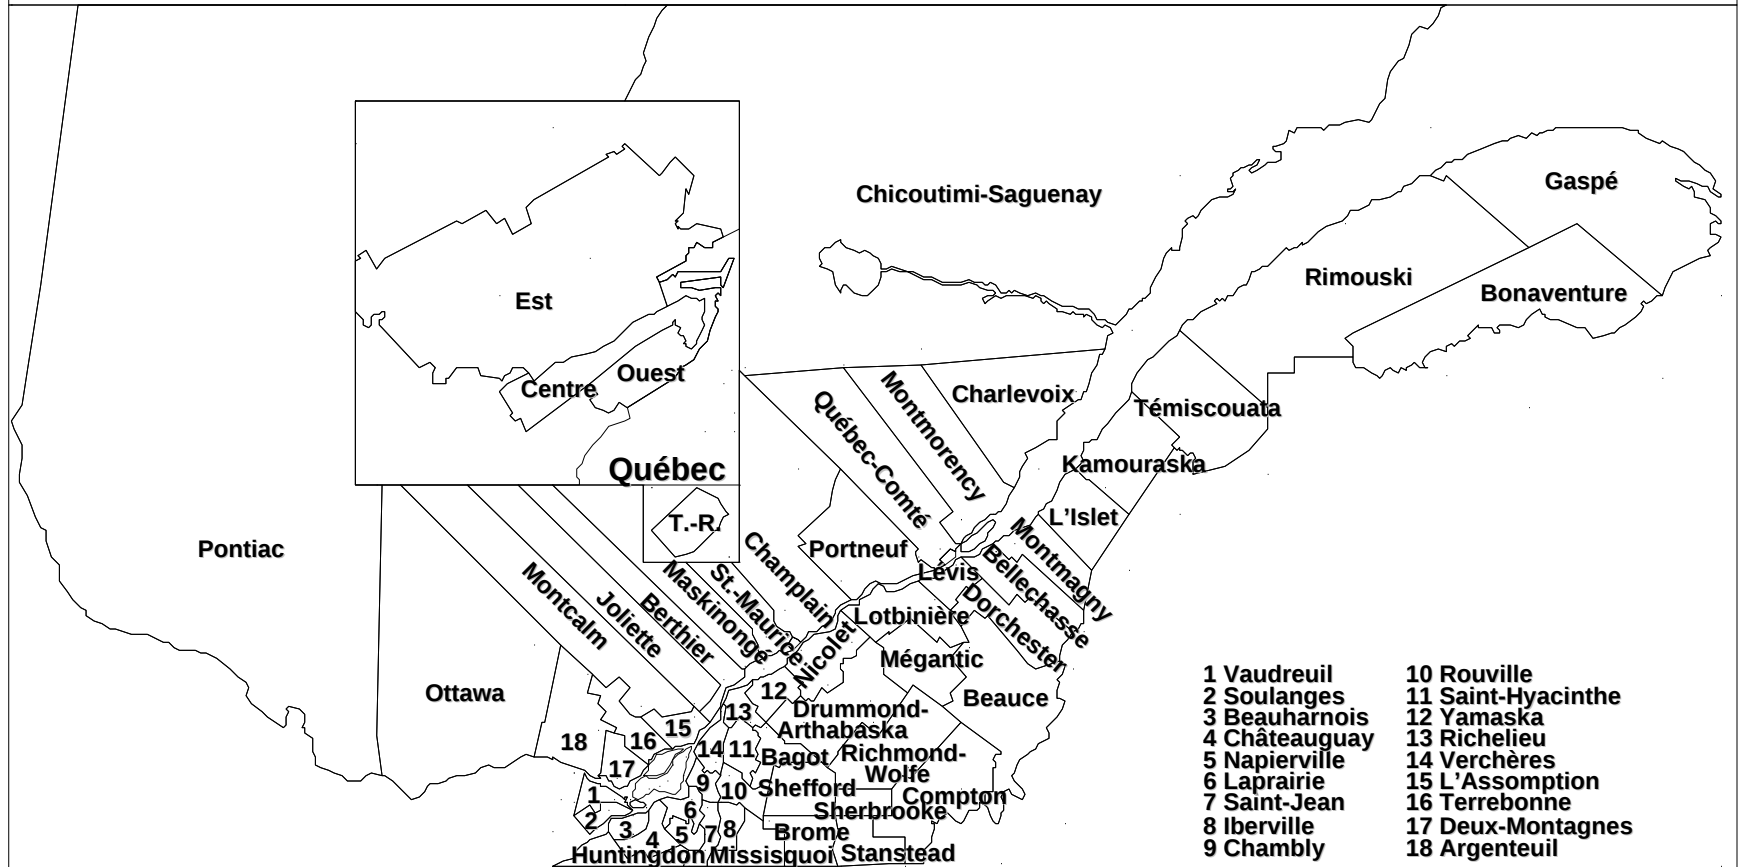 Gaspé
Chicoutimi-Saguenay
Rimouski
Bonaventure
Est
Ouest
Centre
Charlevoix
Montmorency
Québec-Comté
Témiscouata
Kamouraska
Québec
T.-R.
L’Islet
Pontiac
Portneuf
Champlain
Montmagny
Bellechasse
Lévis
Dorchester
St.-Maurice
Maskinongé
Berthier
Joliette
Montcalm
Lotbinière
Nicolet
Mégantic
Ottawa
Beauce
12
13
Drummond-
Arthabaska
15
18
16
14
11
Bagot
Richmond-
Wolfe
17
9
10
Shefford
1
Compton
6
Sherbrooke
2
3
4
5
7
8
Brome
Huntingdon
Missisquoi
Stanstead
1 Vaudreuil
2 Soulanges
3 Beauharnois
4 Châteauguay
5 Napierville
6 Laprairie
7 Saint-Jean
8 Iberville
9 Chambly
10 Rouville
11 Saint-Hyacinthe
12 Yamaska
13 Richelieu
14 Verchères
15 L’Assomption
16 Terrebonne
17 Deux-Montagnes
18 Argenteuil